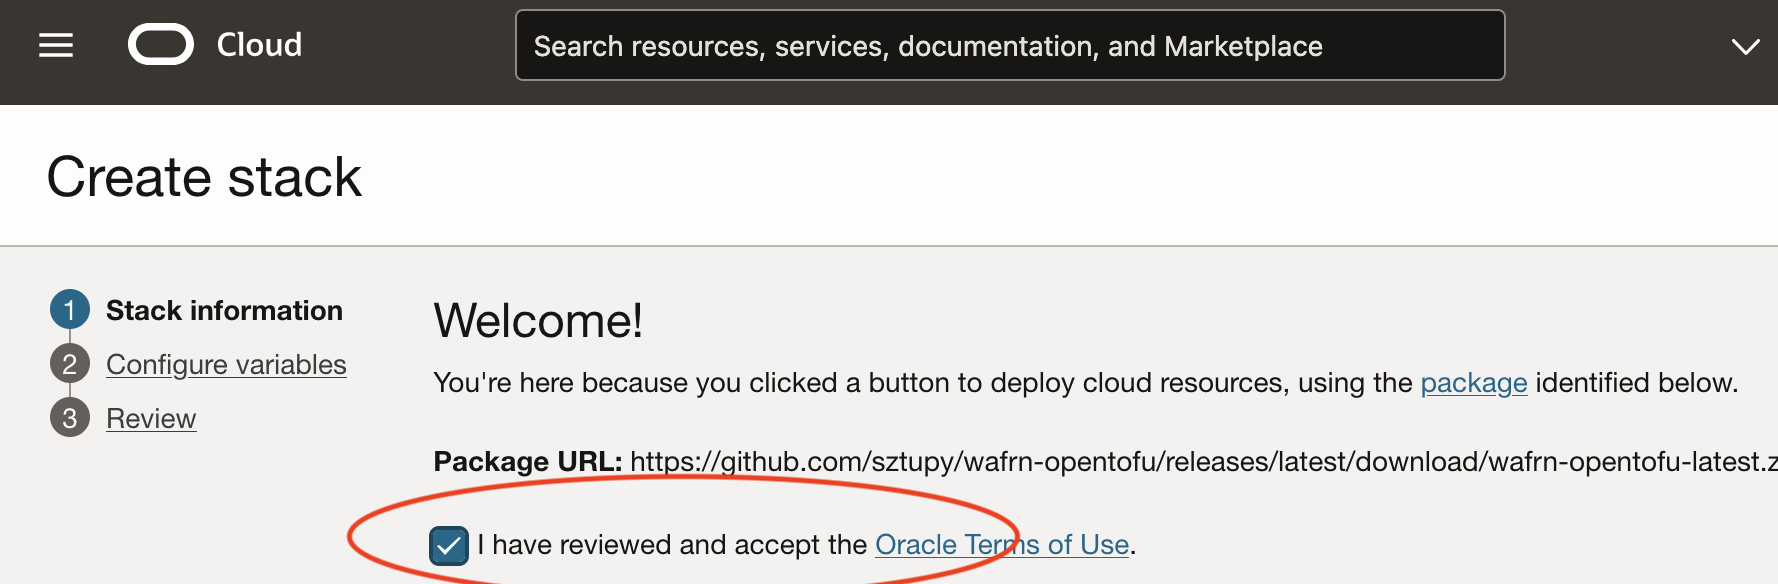 Cloud
Search resources, services, documentation, and Marketplace
Create stack
1 Stack information
2 Configure variables
3 Review
Welcome!
You're here because you clicked a button to deploy cloud resources, using the package identified below.
Package URL: https://github.com/sztupy/wafrn-opentofu/releases/latest/download/wafrn-opentofu-latest.z
I have reviewed and accept the Oracle Terms of Use.